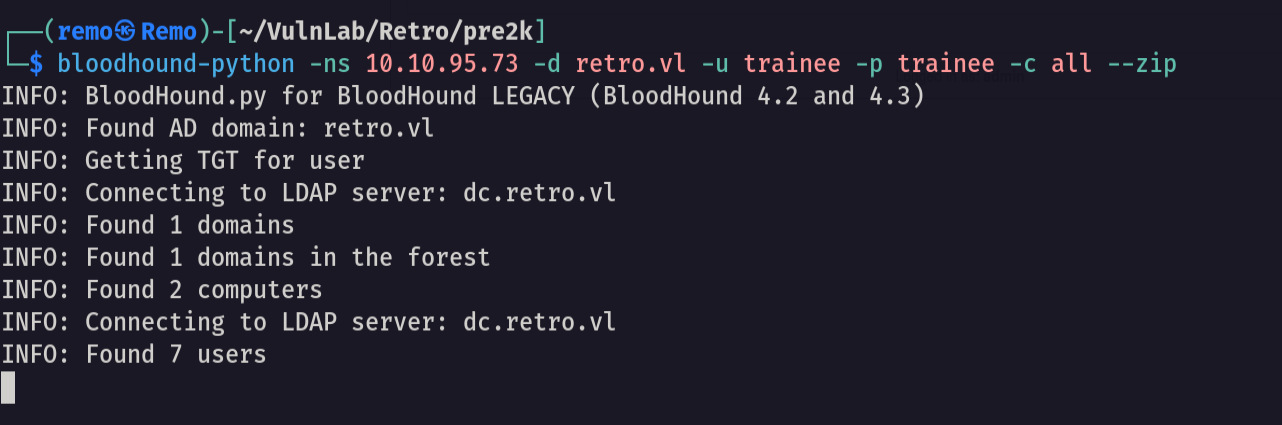 ┌──(remo㉿Remo)-[~/VulnLab/Retro/pre2k]
└─$ bloodhound-python -ns 10.10.95.73 -d retro.vl -u trainee -p trainee -c all --zip
INFO: BloodHound.py for BloodHound LEGACY (BloodHound 4.2 and 4.3)
INFO: Found AD domain: retro.vl
INFO: Getting TGT for user
INFO: Connecting to LDAP server: dc.retro.vl
INFO: Found 1 domains
INFO: Found 1 domains in the forest
INFO: Found 2 computers
INFO: Connecting to LDAP server: dc.retro.vl
INFO: Found 7 users